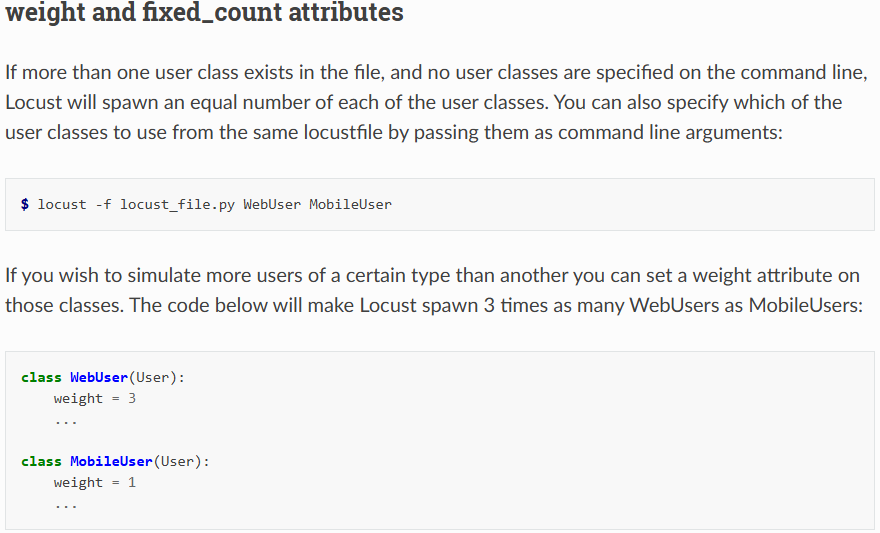 weight and fixed_count attributes
If more than one user class exists in the file, and no user classes are specified on the command line,
Locust will spawn an equal number of each of the user classes. You can also specify which of the
user classes to use from the same locustfile by passing them as command line arguments:
$ locust -f locust_file.py WebUser MobileUser
If you wish to simulate more users of a certain type than another you can set a weight attribute on
those classes. The code below will make Locust spawn 3 times as many WebUsers as MobileUsers:
class WebUser(User):
    weight = 3
    ...
class MobileUser(User):
    weight = 1
    ...